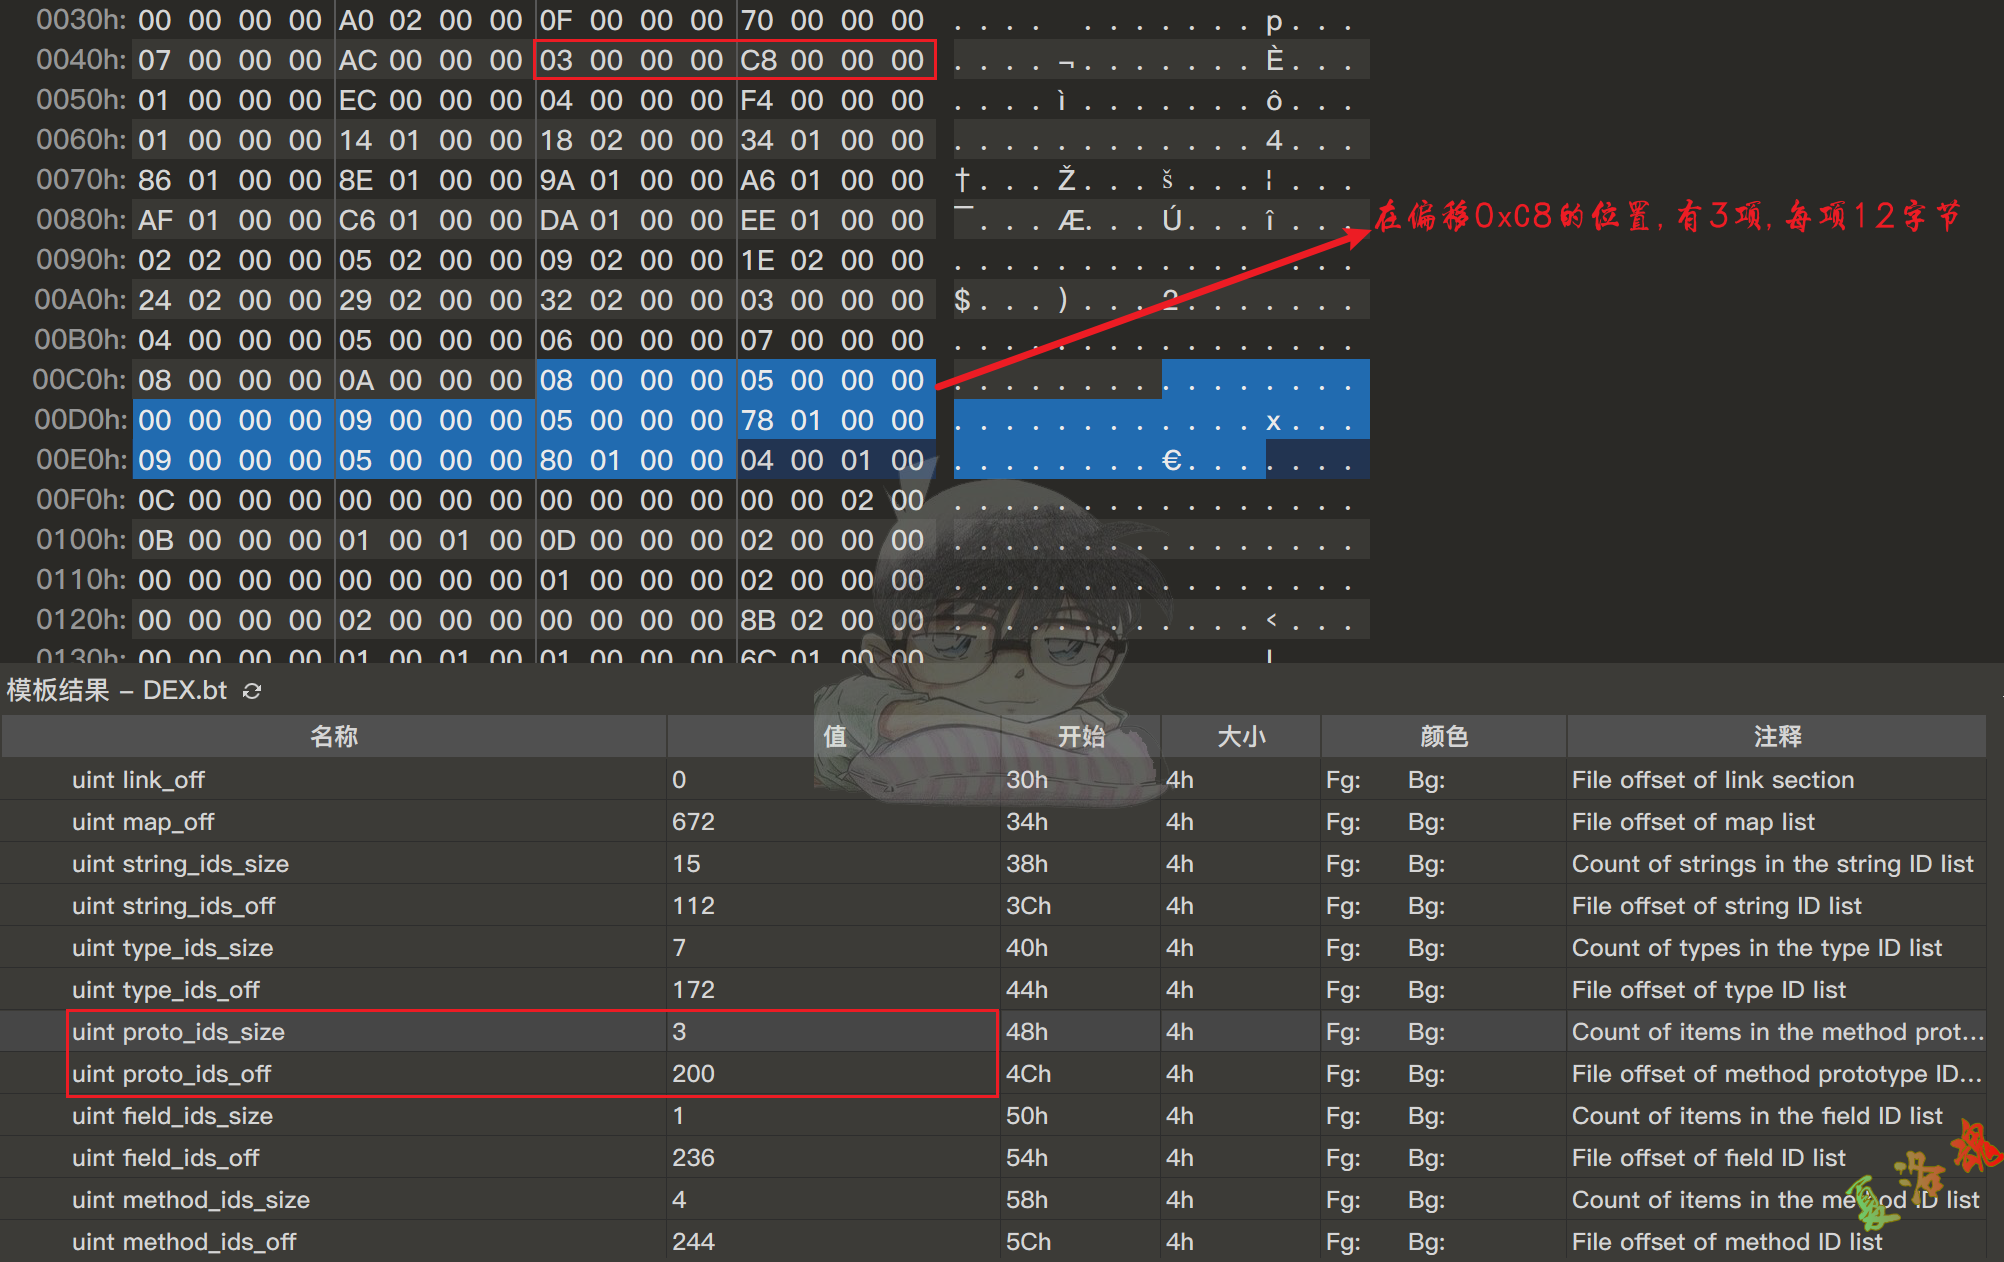 0030h: 00 00 00 00 A0 02 00 00 0F 00 00 00 70 00 00 00 . . . . . . . . . . . . p . . .
0040h: 07 00 00 00 AC 00 00 00 03 00 00 00 C8 00 00 00 . . . . ¬ . . . . . . . È . . .
0050h: 01 00 00 00 EC 00 00 00 04 00 00 00 F4 00 00 00 . . . . ì . . . . . . . ô . . .
0060h: 01 00 00 00 14 01 00 00 18 02 00 00 34 01 00 00 . . . . . . . . . . . . 4 . . .
0070h: 86 01 00 00 8E 01 00 00 9A 01 00 00 A6 01 00 00 † . . . Ž . . . š . . . ¦ . . .
0080h: AF 01 00 00 C6 01 00 00 DA 01 00 00 EE 01 00 00 ¯ . . . Æ . . . Ú . . . î . . .
在偏移0xC8的位置,有3项,每项12字节
0090h: 02 02 00 00 05 02 00 00 09 02 00 00 1E 02 00 00 . . . . . . . . . . . . . . . .
00A0h: 24 02 00 00 29 02 00 00 32 02 00 00 03 00 00 00 $ . . . ) . . . 2 . . . . . . .
00B0h: 04 00 00 00 05 00 00 00 06 00 00 00 07 00 00 00 . . . . . . . . . . . . . . . .
00C0h: 08 00 00 00 0A 00 00 00 08 00 00 00 05 00 00 00 . . . . . . . . . . . . . . . .
00D0h: 00 00 00 00 09 00 00 00 05 00 00 00 78 01 00 00 . . . . . . . . . . . . x . . .
00E0h: 09 00 00 00 05 00 00 00 80 01 00 00 04 00 01 00 . . . . . . . . € . . . . . . .
00F0h: 0C 00 00 00 00 00 00 00 00 00 00 00 00 00 02 00 . . . . . . . . . . . . . . . .
0100h: 0B 00 00 00 01 00 01 00 0D 00 00 00 02 00 00 00 . . . . . . . . . . . . . . . .
0110h: 00 00 00 00 00 00 00 00 01 00 00 00 02 00 00 00 . . . . . . . . . . . . . . . .
0120h: 00 00 00 00 02 00 00 00 00 00 00 00 8B 02 00 00 . . . . . . . . . . . . ‹ . . .
0130h: 00 00 00 00 01 00 01 00 01 00 00 00 6C 01 00 00 l
模板结果 – DEX.bt
名称 值 开始 大小 颜色 注释
uint link_off 0 30h 4h Fg: Bg: File offset of link section
uint map_off 672 34h 4h Fg: Bg: File offset of map list
uint string_ids_size 15 38h 4h Fg: Bg: Count of strings in the string ID list
uint string_ids_off 112 3Ch 4h Fg: Bg: File offset of string ID list
uint type_ids_size 7 40h 4h Fg: Bg: Count of types in the type ID list
uint type_ids_off 172 44h 4h Fg: Bg: File offset of type ID list
uint proto_ids_size 3 48h 4h Fg: Bg: Count of items in the method prot...
uint proto_ids_off 200 4Ch 4h Fg: Bg: File offset of method prototype ID...
uint field_ids_size 1 50h 4h Fg: Bg: Count of items in the field ID list
uint field_ids_off 236 54h 4h Fg: Bg: File offset of field ID list
uint method_ids_size 4 58h 4h Fg: Bg: Count of items in the method ID list
uint method_ids_off 244 5Ch 4h Fg: Bg: File offset of method ID list